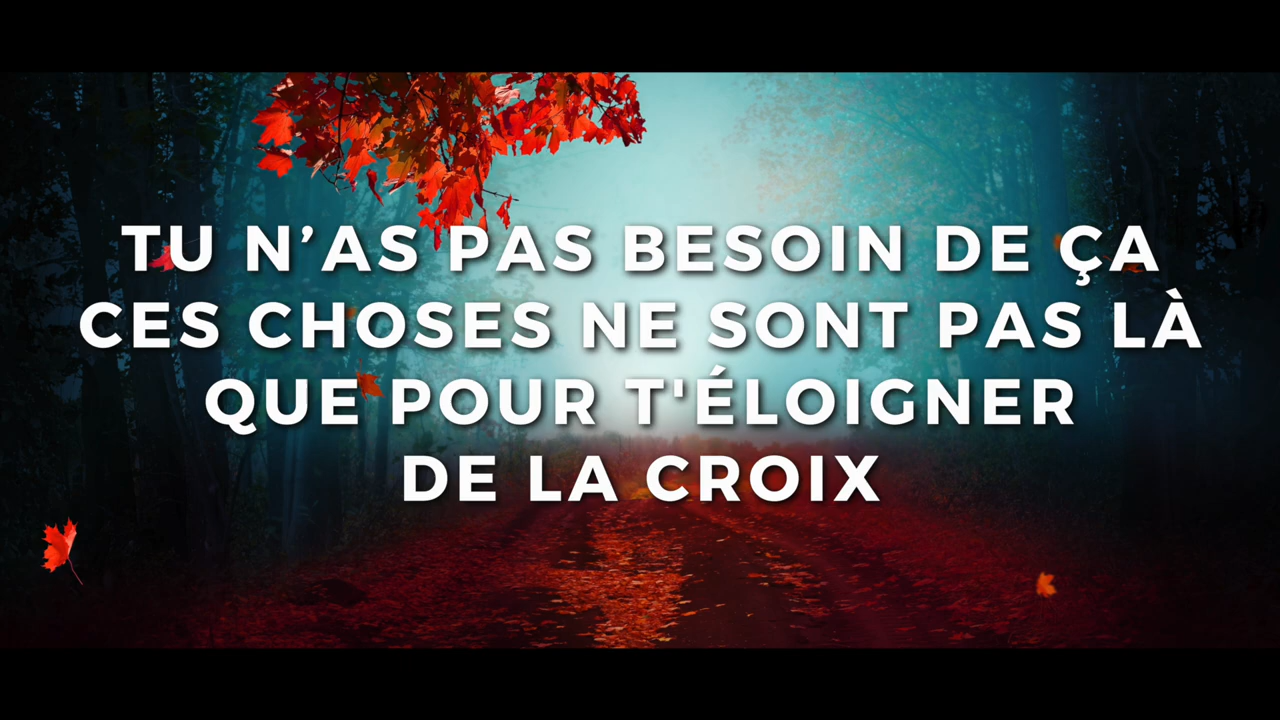 TU N’AS PAS BESOIN DE ÇA
CES CHOSES NE SONT PAS LÀ
QUE POUR T'ÉLOIGNER
DE LA CROIX